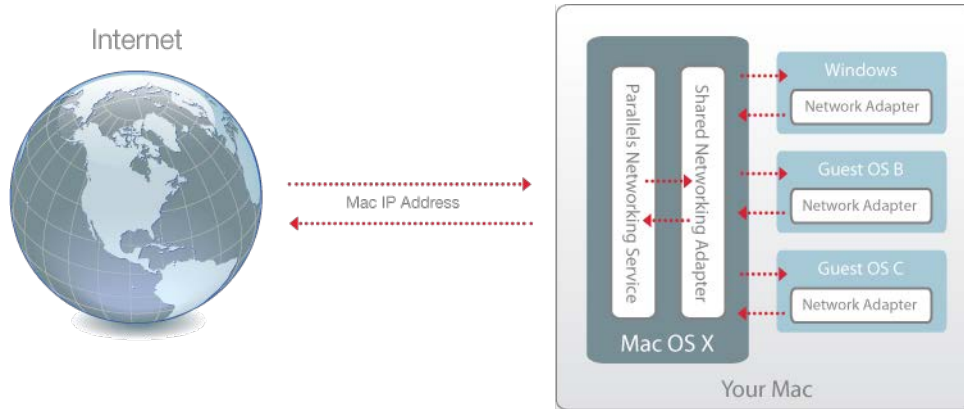 Internet
Mac IP Address
Parallels Networking Service
Shared Networking Adapter
Mac OS X
Windows
Network Adapter
Guest OS B
Network Adapter
Guest OS C
Network Adapter
Your Mac